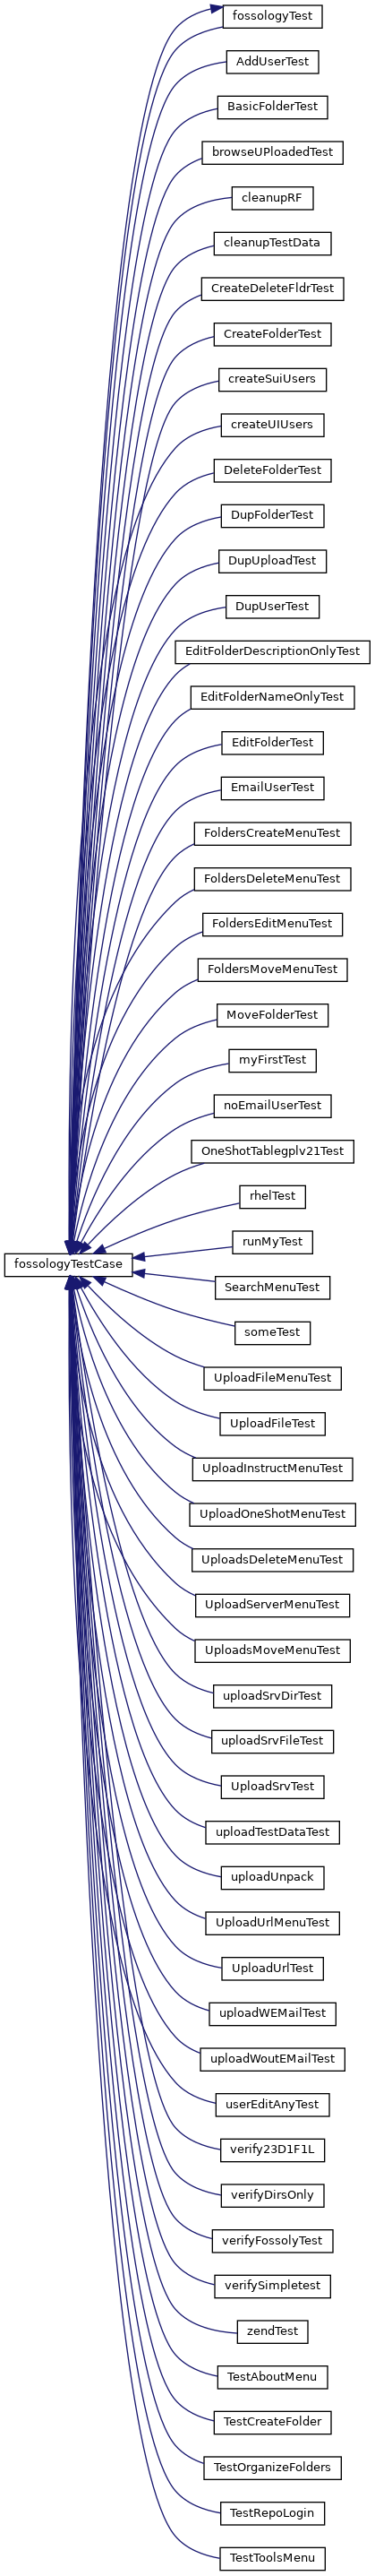 fossologyTest
AddUserTest
BasicFolderTest
browseUPloadedTest
cleanupRF
cleanupTestData
CreateDeleteFldrTest
CreateFolderTest
createSuiUsers
createUIUsers
DeleteFolderTest
DupFolderTest
DupUploadTest
DupUserTest
EditFolderDescriptionOnlyTest
EditFolderNameOnlyTest
EditFolderTest
EmailUserTest
FoldersCreateMenuTest
FoldersDeleteMenuTest
FoldersEditMenuTest
FoldersMoveMenuTest
MoveFolderTest
myFirstTest
noEmailUserTest
OneShotTablegplv21Test
rhelTest
runMyTest
fossologyTestCase
SearchMenuTest
someTest
UploadFileMenuTest
UploadFileTest
UploadInstructMenuTest
UploadOneShotMenuTest
UploadsDeleteMenuTest
UploadServerMenuTest
UploadsMoveMenuTest
uploadSrvDirTest
uploadSrvFileTest
UploadSrvTest
uploadTestDataTest
uploadUnpack
UploadUrlMenuTest
UploadUrlTest
uploadWEMailTest
uploadWoutEMailTest
userEditAnyTest
verify23D1F1L
verifyDirsOnly
verifyFossolyTest
verifySimpletest
zendTest
TestAboutMenu
TestCreateFolder
TestOrganizeFolders
TestRepoLogin
TestToolsMenu